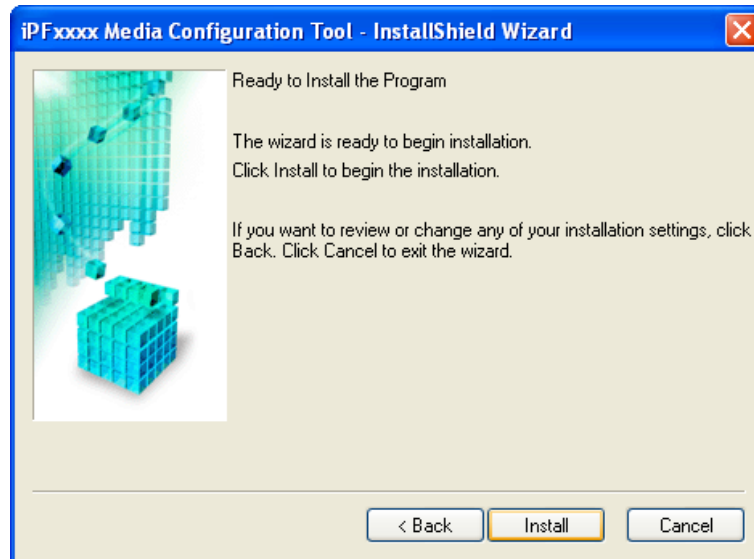 iPFxxxx Media Configuration Tool - InstallShield Wizard
Ready to Install the Program
The wizard is ready to begin installation.
Click Install to begin the installation.
If you want to review or change any of your installation settings, click
Back. Click Cancel to exit the wizard.
< Back
Install
Cancel